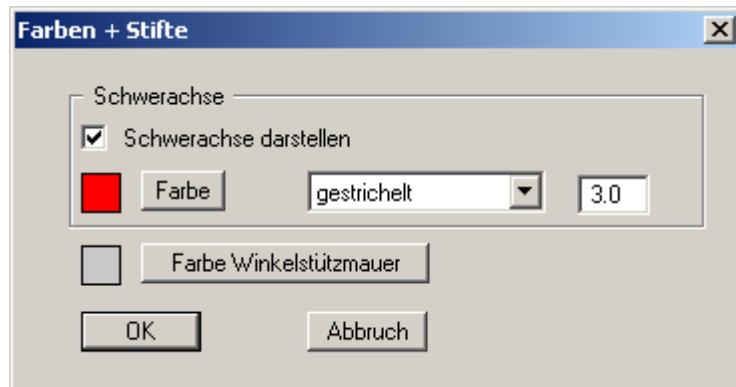 Farben + Stifte
Schwerachse
Schwerachse darstellen
Farbe gestrichelt 3.0
Farbe Winkelstützmauer
OK Abbruch